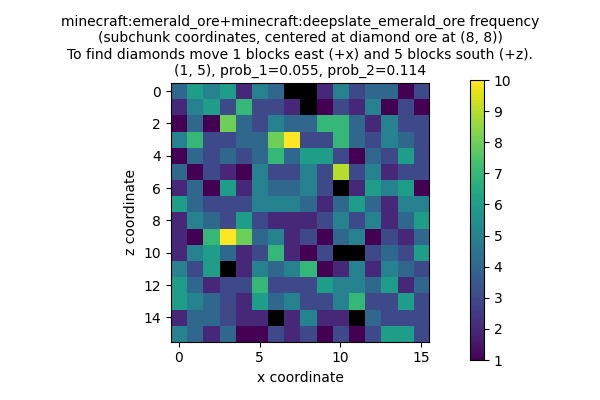 minecraft:emerald_ore+minecraft:deepslate_emerald_ore frequency
(subchunk coordinates, centered at diamond ore at (8, 8))
To find diamonds move 1 blocks east (+x) and 5 blocks south (+z).
(1, 5), prob_1=0.055, prob_2=0.114
0
2
4
6
8
10
12
14
z coordinate
0 5 10 15
x coordinate
10
9
8
7
6
5
4
3
2
1